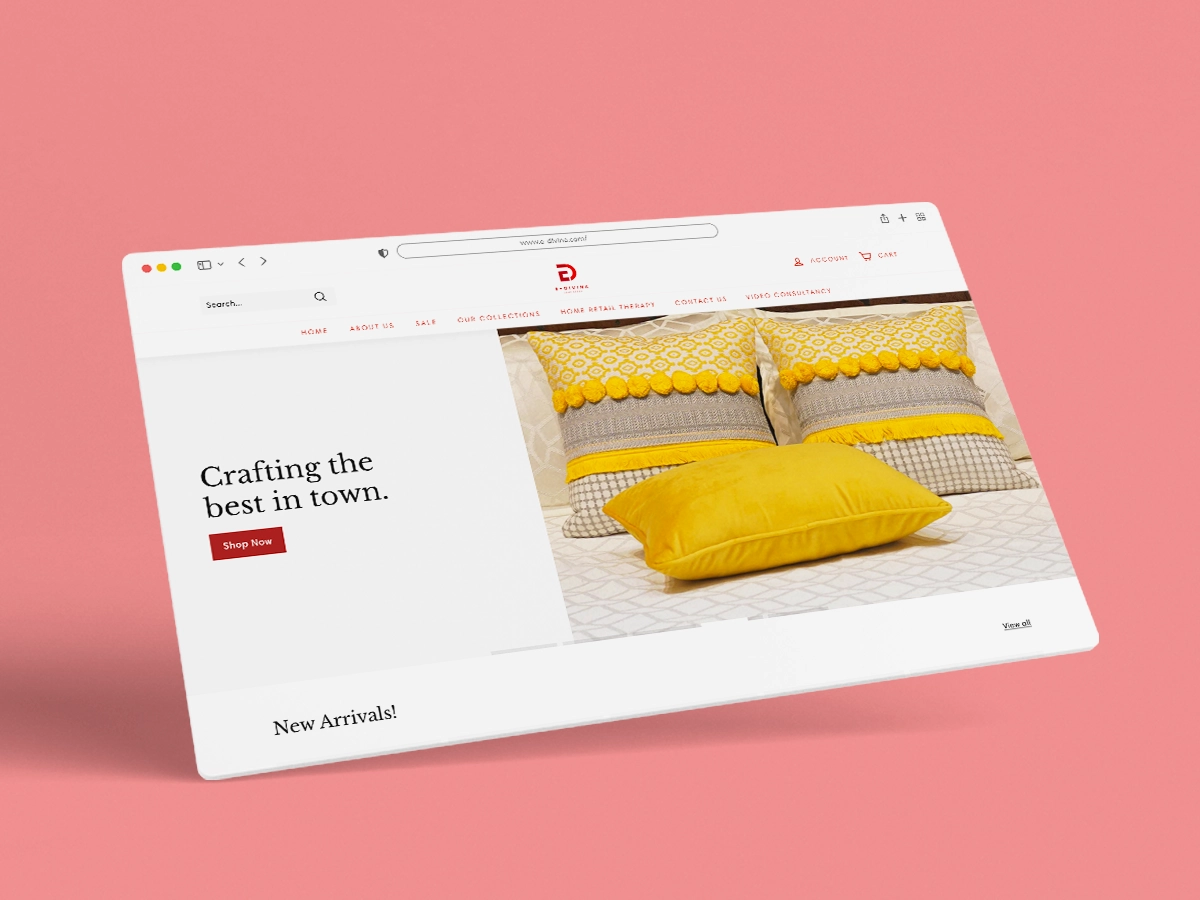 www.e-divina.com/
Search...
E•DIVINA
ACCOUNT
CART
HOME
ABOUT US
SALE
OUR COLLECTIONS
HOME RETAIL THERAPY
CONTACT US
VIDEO CONSULTANCY
Crafting the
best in town.
Shop Now
New Arrivals!
View all